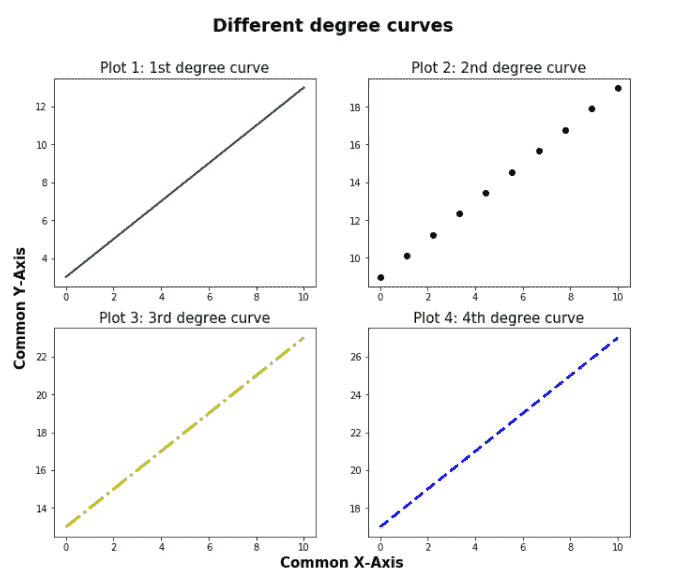 Different degree curves
Plot 1: 1st degree curve
12
10
8
6
4
0 2 4 6 8 10
Plot 2: 2nd degree curve
18
16
14
12
10
0 2 4 6 8 10
Common Y-Axis
Plot 3: 3rd degree curve
22
20
18
16
14
0 2 4 6 8 10
Plot 4: 4th degree curve
26
24
22
20
18
0 2 4 6 8 10
Common X-Axis